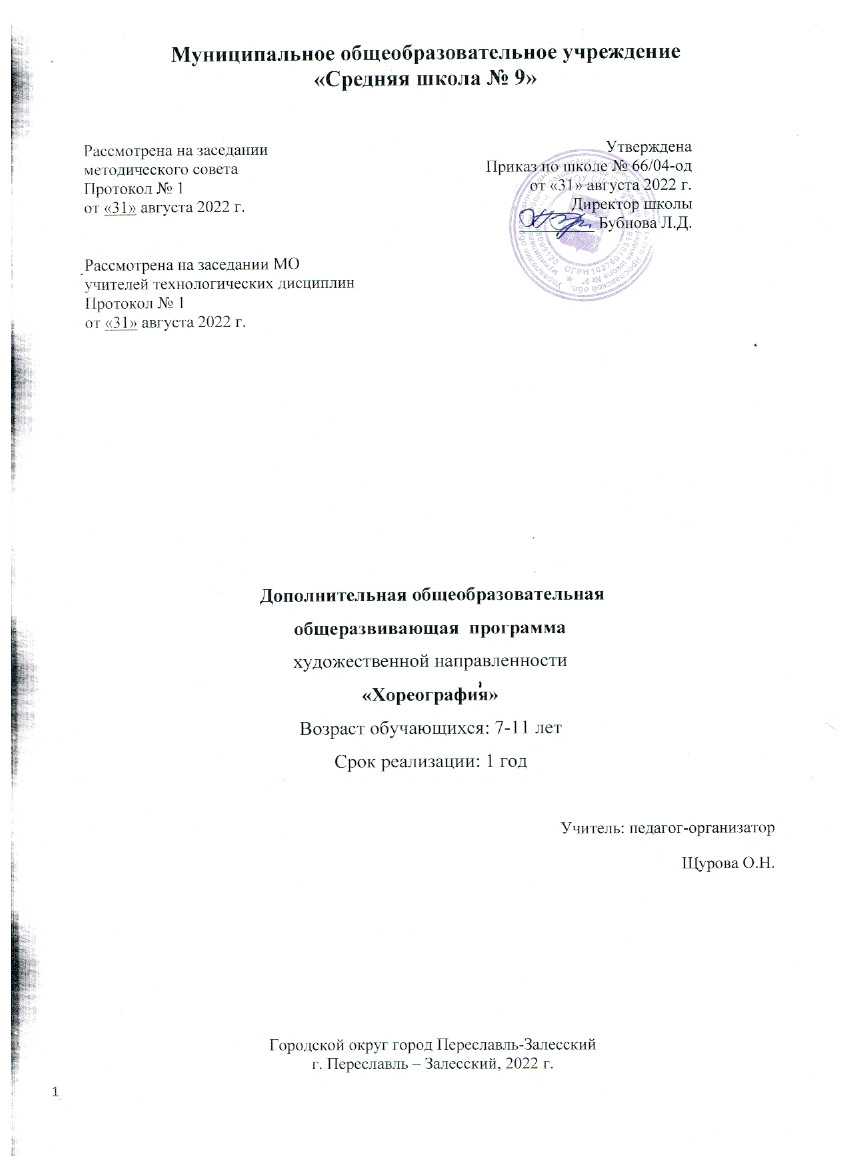 Муниципальное общеобразовательное учреждение
«Средняя школа № 9»
Рассмотрена на заседании
методического совета
Протокол № 1
от «31» августа 2022 г.
Утверждена
Приказ по школе № 66/04-од
от «31» августа 2022 г.
Директор школы
Бубнова Л.Д.
Рассмотрена на заседании МО
учителей технологических дисциплин
Протокол № 1
от «31» августа 2022 г.
Дополнительная общеобразовательная
общеразвивающая программа
художественной направленности
«Хореография»
Возраст обучающихся: 7-11 лет
Срок реализации: 1 год
Учитель: педагог-организатор
Щурова О.Н.
Городской округ город Переславль-Залесский
г. Переславль – Залесский, 2022 г.
1